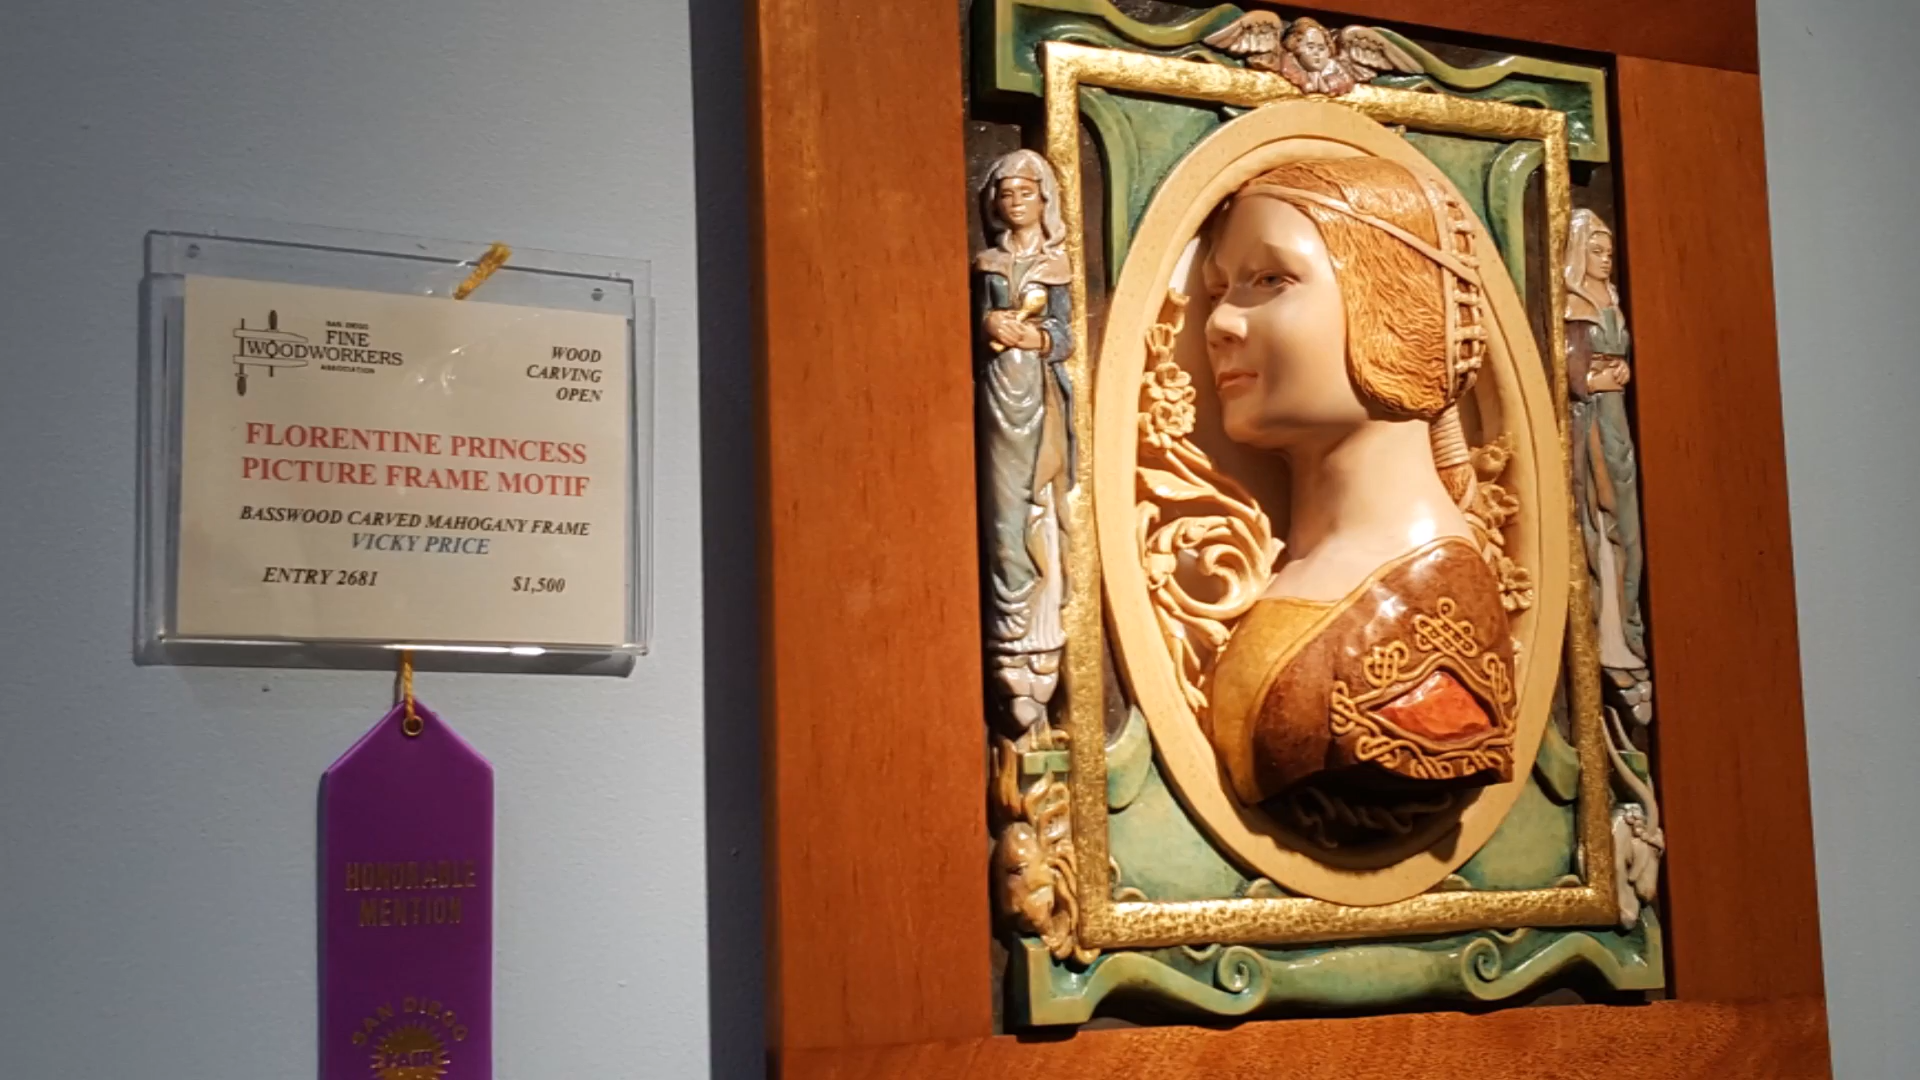 SAN DIEGO
FINE
WOODWORKERS
ASSOCIATION
WOOD
CARVING
OPEN
FLORENTINE PRINCESS
PICTURE FRAME MOTIF
BASSWOOD CARVED MAHOGANY FRAME
VICKY PRICE
ENTRY 2681 $1,500
HONORABLE
MENTION
SAN DIEGO
FAIR